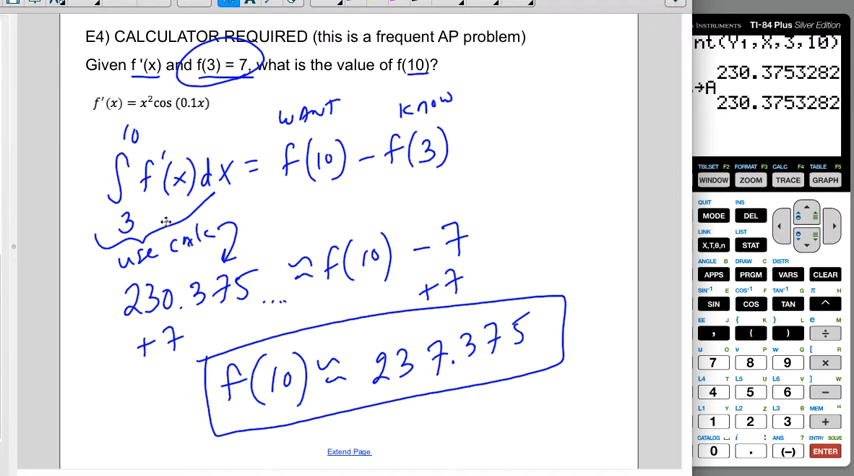 E4) CALCULATOR REQUIRED (this is a frequent AP problem)
Given f '(x) and f(3) = 7, what is the value of f(10)?
f'(x) = x²cos (0.1x)
WANT KNOW
10
∫ f'(x)dx = f(10) - f(3)
3
use calc
230.375... ≈ f(10) - 7
+7 +7
f(10) ≈ 237.375
Extend Page
INSTRUMENTS TI-84 Plus Silver Edition
nt(Y₁,X,3,10)
230.3753282
→A
230.3753282
TBLSET F2 FORMAT F3 CALC F4 TABLE F5
WINDOW ZOOM TRACE GRAPH
QUIT INS
MODE DEL
LINK LIST
X,T,θ,n STAT
ANGLE B DRAW C DISTR
APPS PRGM VARS CLEAR
SIN⁻¹ E COS⁻¹ F TAN⁻¹ G π H
SIN COS TAN ^
EE J { K } L e M
, ( ) ÷
u O v P w Q [ R
7 8 9 ×
L4 T L5 U L6 V ] W
4 5 6 −
L1 Y L2 Z L3 θ MEM "
1 2 3 +
CATALOG ⎵ i : ANS ? ENTRY SOLVE
0 . (-) ENTER